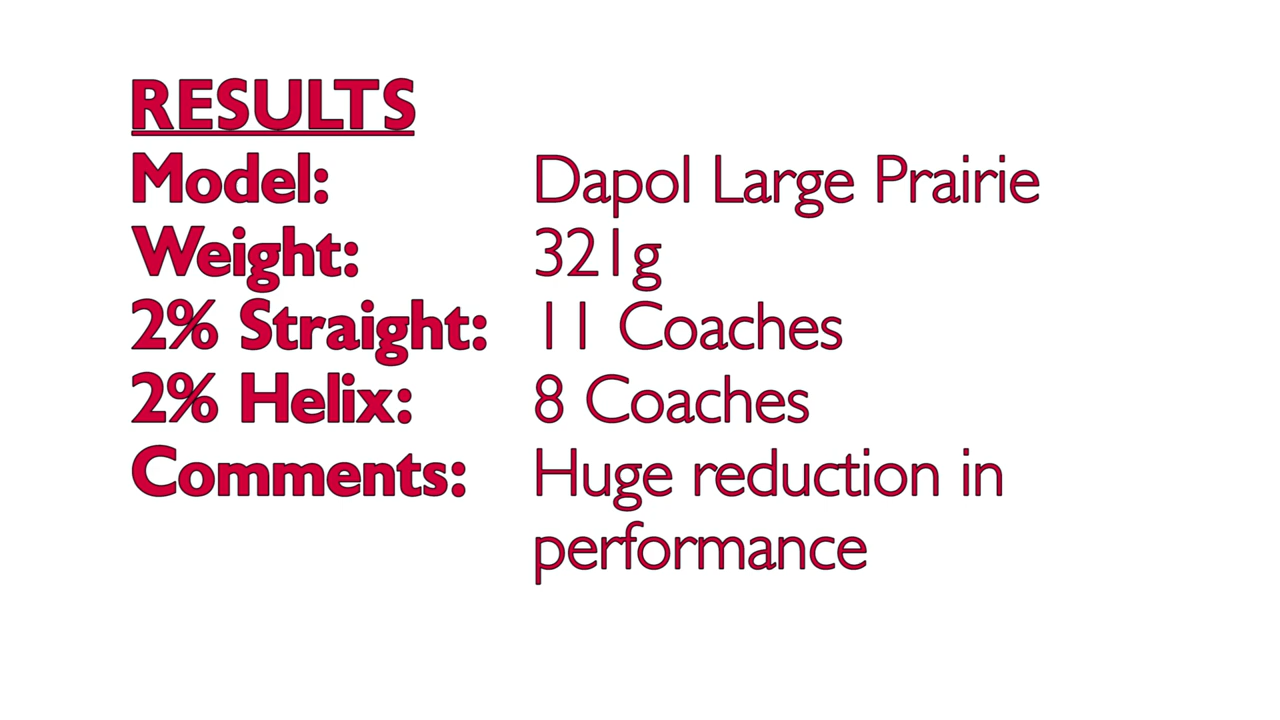 RESULTS
Model: Dapol Large Prairie
Weight: 321g
2% Straight: 11 Coaches
2% Helix: 8 Coaches
Comments: Huge reduction in
performance